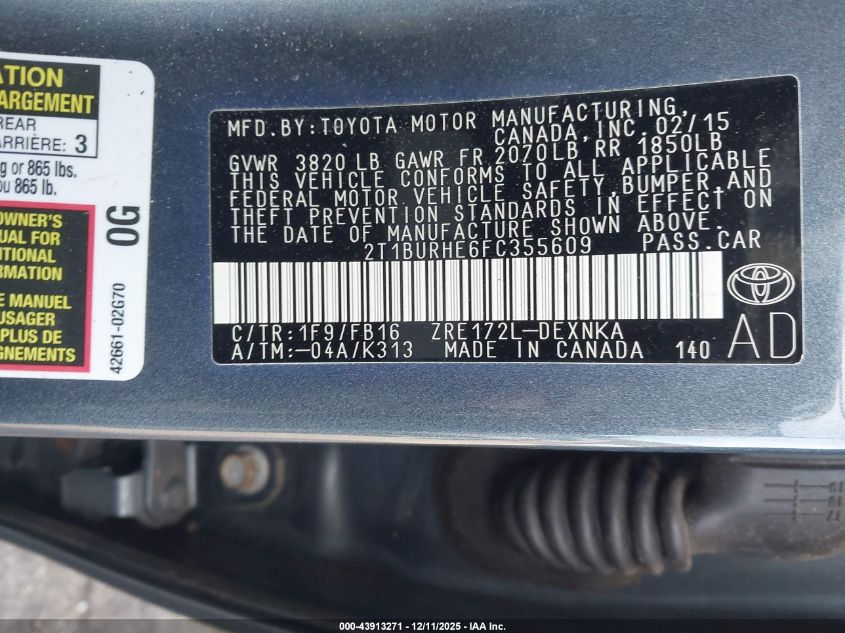 ATION
ARGEMENT
REAR
ARRIÈRE: 3
g or 865 lbs.
ou 865 lb.
OWNER'S
UAL FOR
ITIONAL
RMATION
E MANUEL
USAGER
PLUS DE
GNEMENTS
0G
42661-02G70
MFD.BY:TOYOTA MOTOR MANUFACTURING,
CANADA,INC. 02/15
GVWR 3820 LB GAWR FR 2070LB RR 1850LB
THIS VEHICLE CONFORMS TO ALL APPLICABLE
FEDERAL MOTOR VEHICLE SAFETY,BUMPER,AND
THEFT PREVENTION STANDARDS IN EFFECT ON
THE DATE OF MANUFACTURE SHOWN ABOVE.
2T1BURHE6FC355609 PASS.CAR
C/TR:1F9/FB16 ZRE172L-DEXNKA
A/TM:-04A/K313 MADE IN CANADA 140
AD
000-43913271 - 12/11/2025 - IAA Inc.